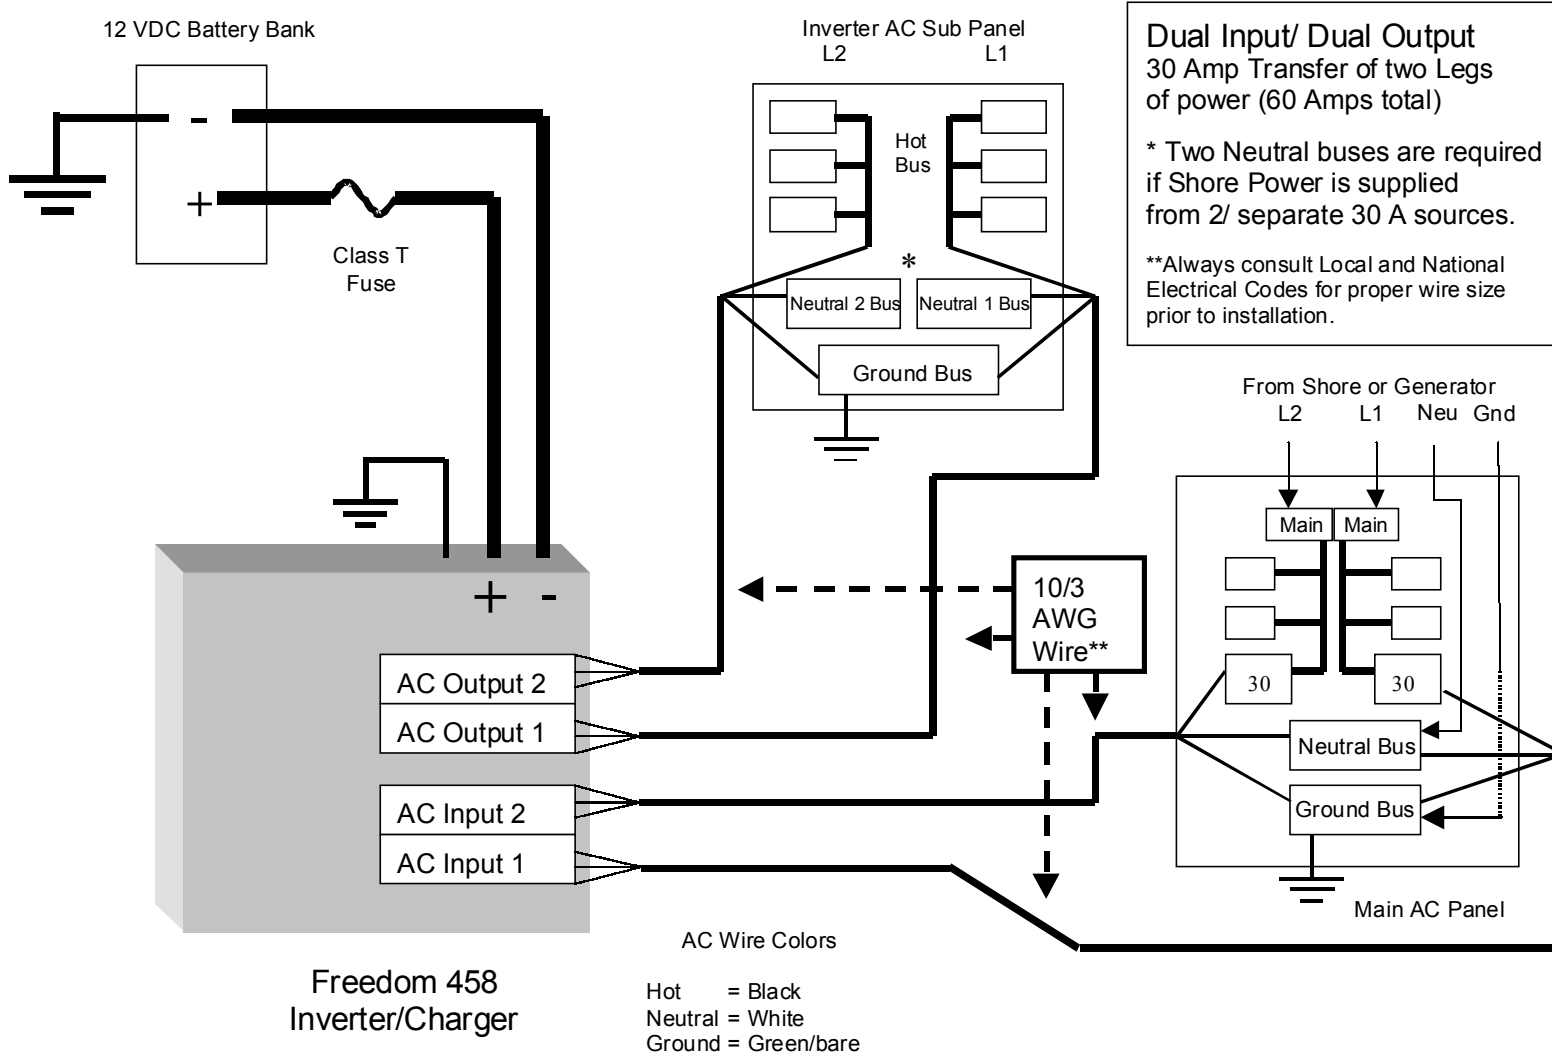 12 VDC Battery Bank
-
+
Class T
Fuse
Inverter AC Sub Panel
L2 L1
Hot
Bus
*
Neutral 2 Bus Neutral 1 Bus
Ground Bus
Dual Input/ Dual Output
30 Amp Transfer of two Legs
of power (60 Amps total)
* Two Neutral buses are required
if Shore Power is supplied
from 2/ separate 30 A sources.
**Always consult Local and National
Electrical Codes for proper wire size
prior to installation.
From Shore or Generator
L2 L1 Neu Gnd
Main Main
30 30
Neutral Bus
Ground Bus
Main AC Panel
10/3
AWG
Wire**
+ -
AC Output 2
AC Output 1
AC Input 2
AC Input 1
Freedom 458
Inverter/Charger
AC Wire Colors
Hot = Black
Neutral = White
Ground = Green/bare